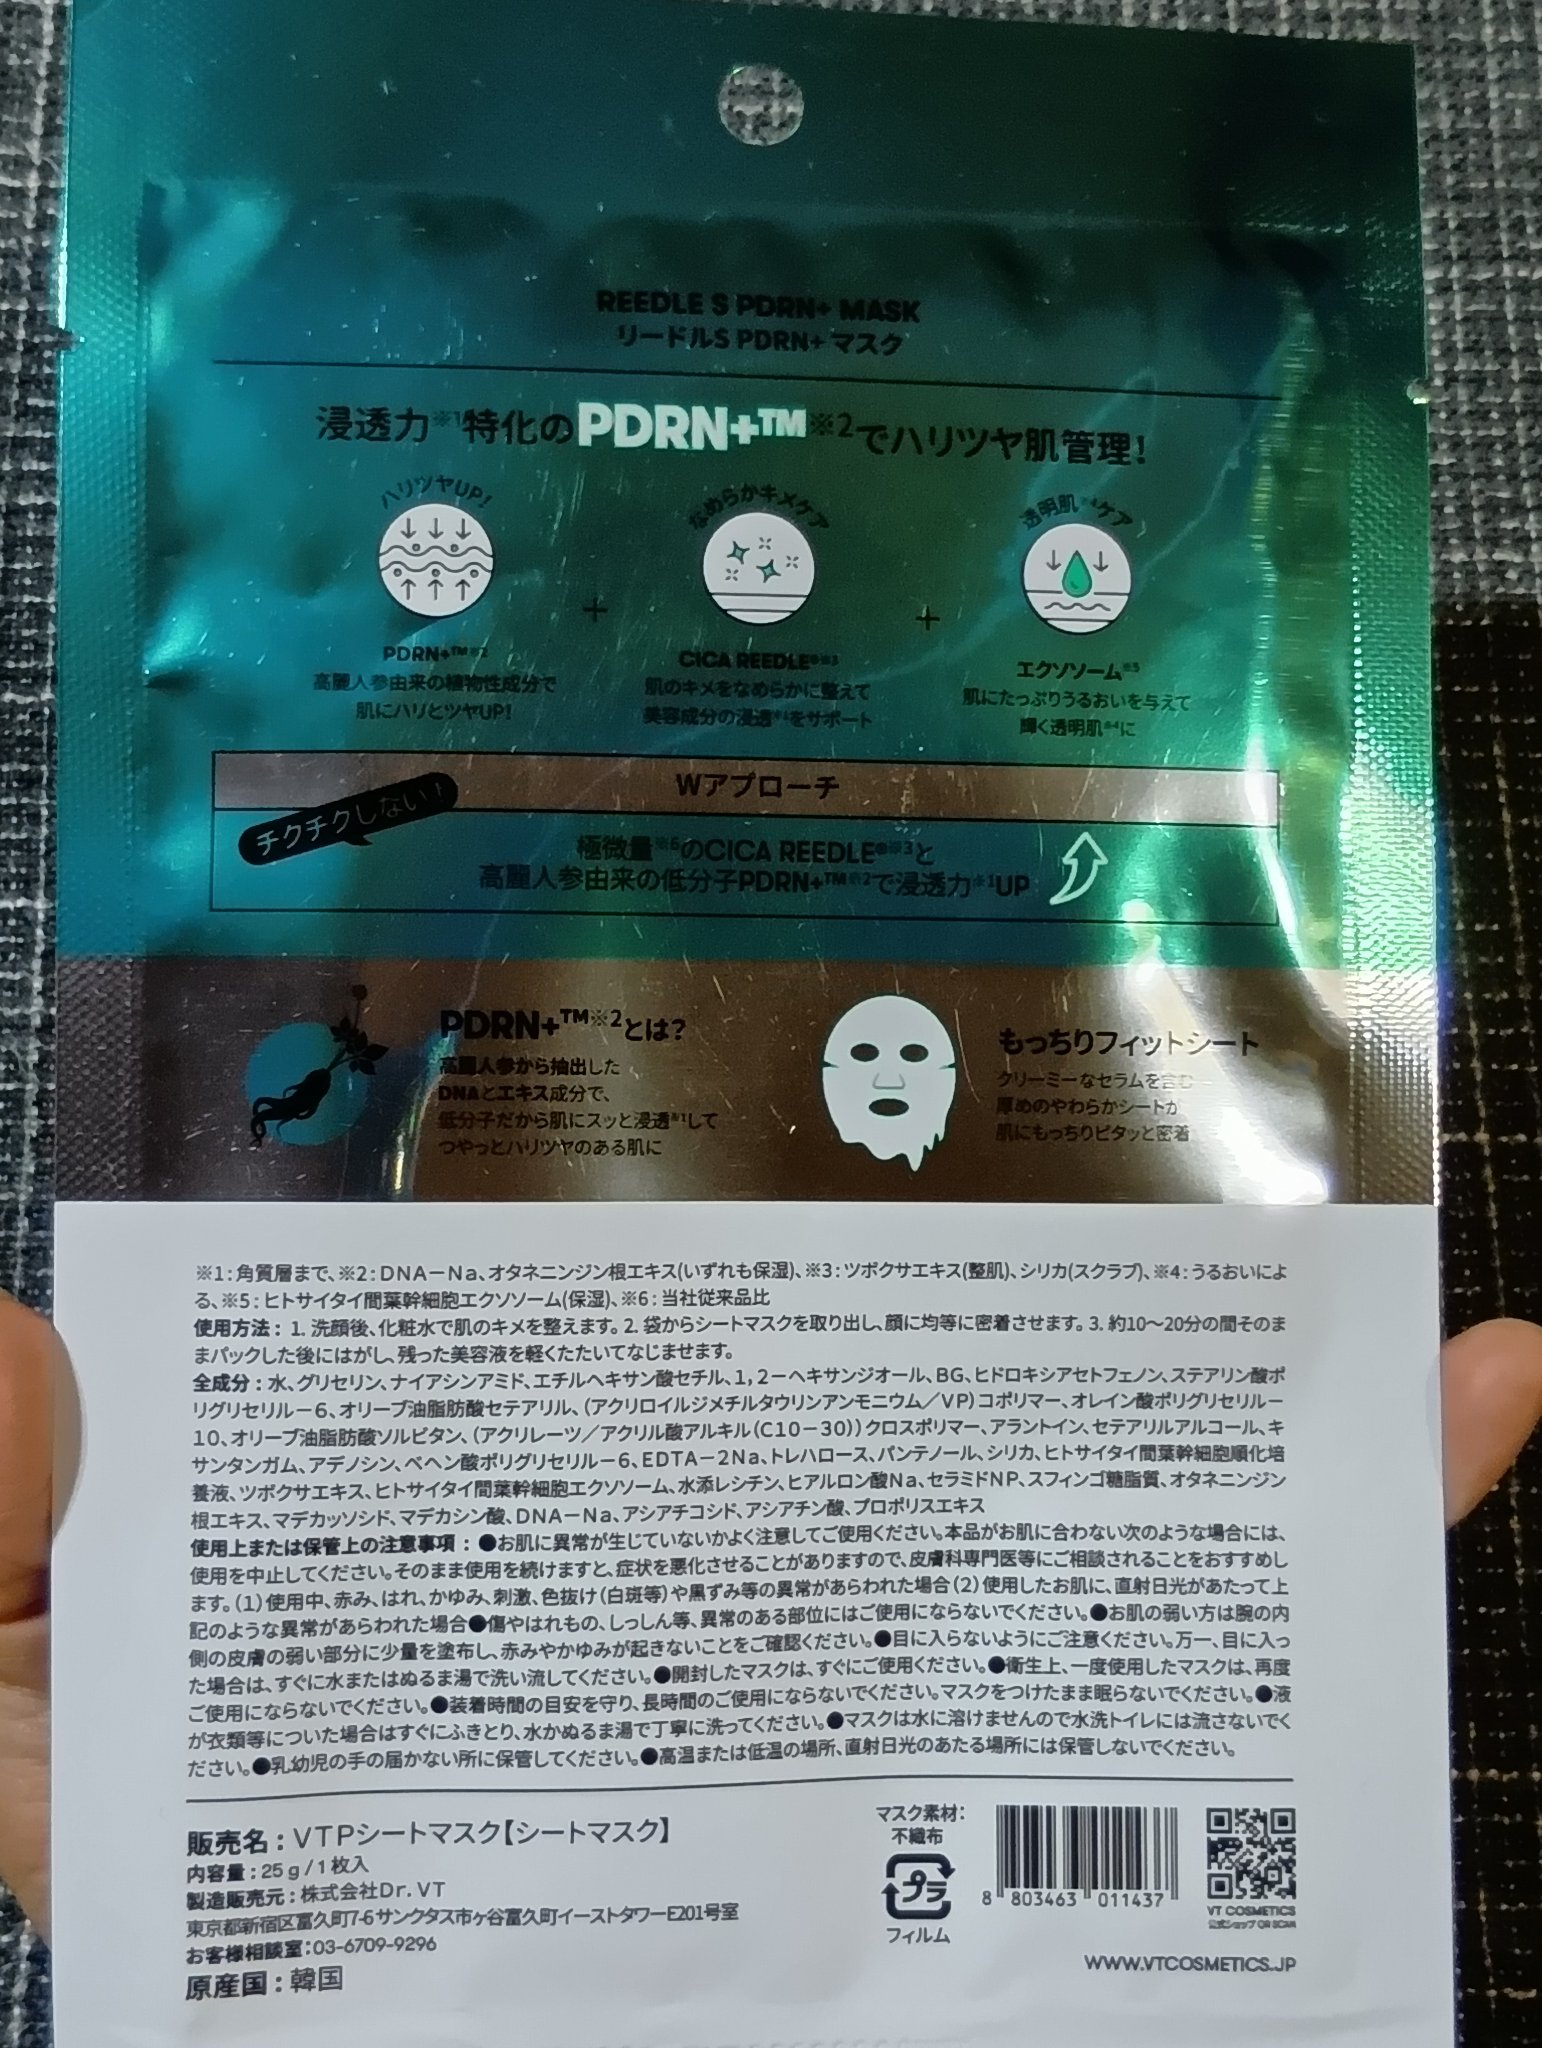 REEDLE S PDRN+ MASK
リードルS PDRN+ マスク
浸透力※1特化のPDRN+™※2でハリツヤ肌管理!
ハリツヤUP!
なめらかキメケア
透明肌※4ケア
+
+
PDRN+™※2
高麗人参由来の植物性成分で
肌にハリとツヤUP!
CICA REEDLE®※3
肌のキメをなめらかに整えて
美容成分の浸透※1をサポート
エクソソーム※5
肌にたっぷりうるおいを与えて
輝く透明肌※4に
Wアプローチ
チクチクしない!
極微量※6のCICA REEDLE®※3と
高麗人参由来の低分子PDRN+™※2で浸透力※1UP
PDRN+™※2とは?
高麗人参から抽出した
DNAとエキス成分で、
低分子だから肌にスッと浸透※1して
つやっとハリツヤのある肌に
もっちりフィットシート
クリーミーなセラムを含む
厚めのやわらかシートが
肌にもっちりピタッと密着
※1:角質層まで、※2:DNA-Na、オタネニンジン根エキス(いずれも保湿)、※3:ツボクサエキス(整肌)、シリカ(スクラブ)、※4:うるおいによ
る、※5:ヒトサイタイ間葉幹細胞エクソソーム(保湿)、※6:当社従来品比
使用方法: 1. 洗顔後、化粧水で肌のキメを整えます。2. 袋からシートマスクを取り出し、顔に均等に密着させます。3. 約10〜20分の間そのま
まパックした後にはがし、残った美容液を軽くたたいてなじませます。
全成分:水、グリセリン、ナイアシンアミド、エチルヘキサン酸セチル、1,2-ヘキサンジオール、BG、ヒドロキシアセトフェノン、ステアリン酸ポ
リグリセリル-6、オリーブ油脂肪酸セテアリル、(アクリロイルジメチルタウリンアンモニウム/VP)コポリマー、オレイン酸ポリグリセリル-
10、オリーブ油脂肪酸ソルビタン、(アクリレーツ/アクリル酸アルキル(C10-30))クロスポリマー、アラントイン、セテアリルアルコール、キ
サンタンガム、アデノシン、ベヘン酸ポリグリセリル-6、EDTA-2Na、トレハロース、パンテノール、シリカ、ヒトサイタイ間葉幹細胞順化培
養液、ツボクサエキス、ヒトサイタイ間葉幹細胞エクソソーム、水添レシチン、ヒアルロン酸Na、セラミドNP、スフィンゴ糖脂質、オタネニンジン
根エキス、マデカッソシド、マデカシン酸、DNA-Na、アシアチコシド、アシアチン酸、プロポリスエキス
使用上または保管上の注意事項: ●お肌に異常が生じていないかよく注意してご使用ください。本品がお肌に合わない次のような場合には、
使用を中止してください。そのまま使用を続けますと、症状を悪化させることがありますので、皮膚科専門医等にご相談されることをおすすめし
ます。(1)使用中、赤み、はれ、かゆみ、刺激、色抜け(白斑等)や黒ずみ等の異常があらわれた場合(2)使用したお肌に、直射日光があたって上
記のような異常があらわれた場合●傷やはれもの、しっしん等、異常のある部位にはご使用にならないでください。●お肌の弱い方は腕の内
側の皮膚の弱い部分に少量を塗布し、赤みやかゆみが起きないことをご確認ください。●目に入らないようにご注意ください。万一、目に入っ
た場合は、すぐに水またはぬるま湯で洗い流してください。●開封したマスクは、すぐにご使用ください。●衛生上、一度使用したマスクは、再度
ご使用にならないでください。●装着時間の目安を守り、長時間のご使用にならないでください。マスクをつけたまま眠らないでください。●液
が衣類等についた場合はすぐにふきとり、水かぬるま湯で丁寧に洗ってください。●マスクは水に溶けませんので水洗トイレには流さないでく
ださい。●乳幼児の手の届かない所に保管してください。●高温または低温の場所、直射日光のあたる場所には保管しないでください。
販売名:VTPシートマスク【シートマスク】
内容量:25g/1枚入
製造販売元:株式会社Dr.VT
東京都新宿区富久町7-6 サンクタス市ヶ谷富久町イーストタワーE201号室
お客様相談室:03-6709-9296
原産国:韓国
マスク素材:
不織布
プラ
フィルム
8 803463 011437
VT COSMETICS
公式ショップ QR SCAN
WWW.VTCOSMETICS.JP